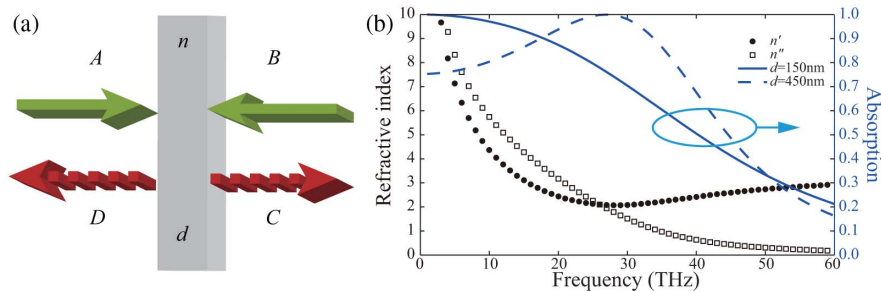 (a)
n
A
B
D
C
d
(b)
Refractive index
10
9
8
7
6
5
4
3
2
1
0
n′
n″
d=150nm
d=450nm
1.0
0.9
0.8
0.7
0.6
0.5
0.4
0.3
0.2
0.1
0.0
Absorption
0 10 20 30 40 50 60
Frequency (THz)